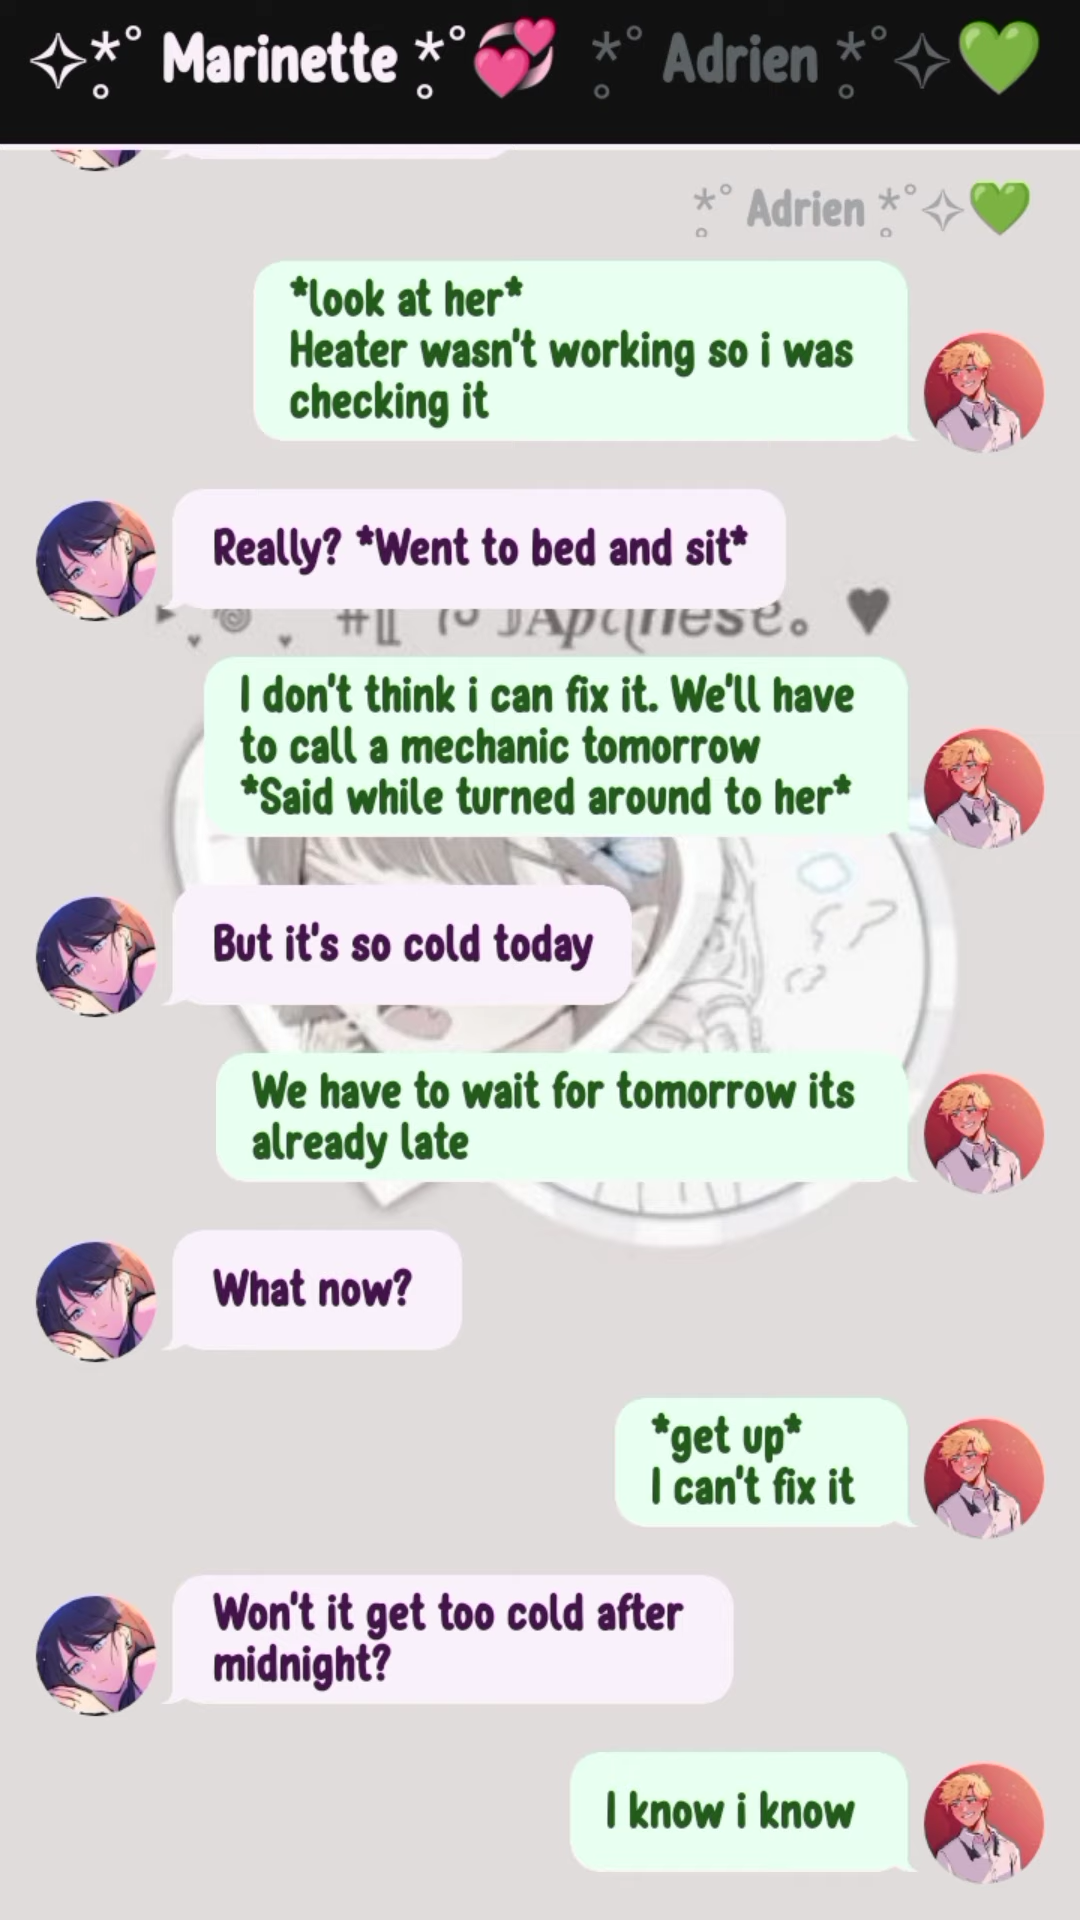 ✧*̥˚ Marinette *̥˚💞 *̥˚ Adrien *̥˚✧💚
*̥˚ Adrien *̥˚✧💚
*look at her*
Heater wasn't working so i was
checking it
Really? *Went to bed and sit*
I don't think i can fix it. We'll have
to call a mechanic tomorrow
*Said while turned around to her*
But it's so cold today
We have to wait for tomorrow its
already late
What now?
*get up*
I can't fix it
Won't it get too cold after
midnight?
I know i know